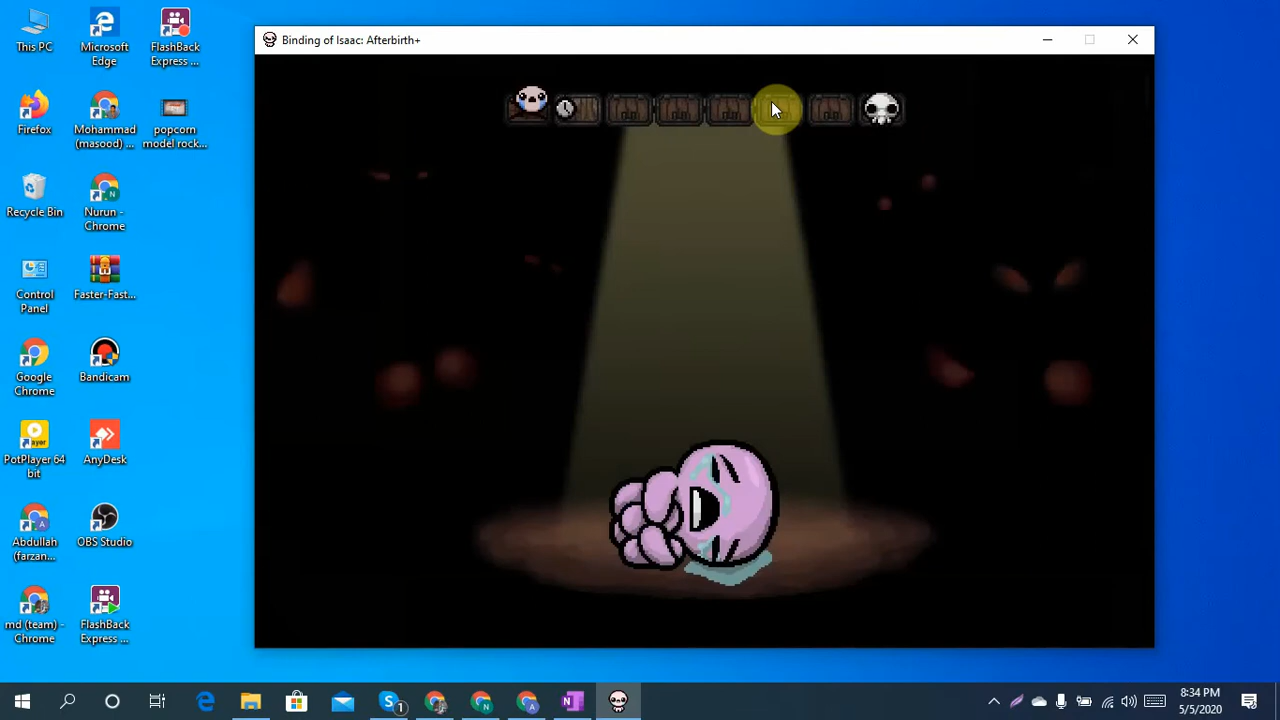 Binding of Isaac: Afterbirth+
This PC
Microsoft
Edge
FlashBack
Express ...
Firefox
Mohammad
(masood) ...
popcorn
model rock...
Recycle Bin
Nurun -
Chrome
Control
Panel
Faster-Fast...
Google
Chrome
Bandicam
PotPlayer 64
bit
AnyDesk
Abdullah
(farzan...
OBS Studio
md (team) -
Chrome
FlashBack
Express ...
8:34 PM
5/5/2020